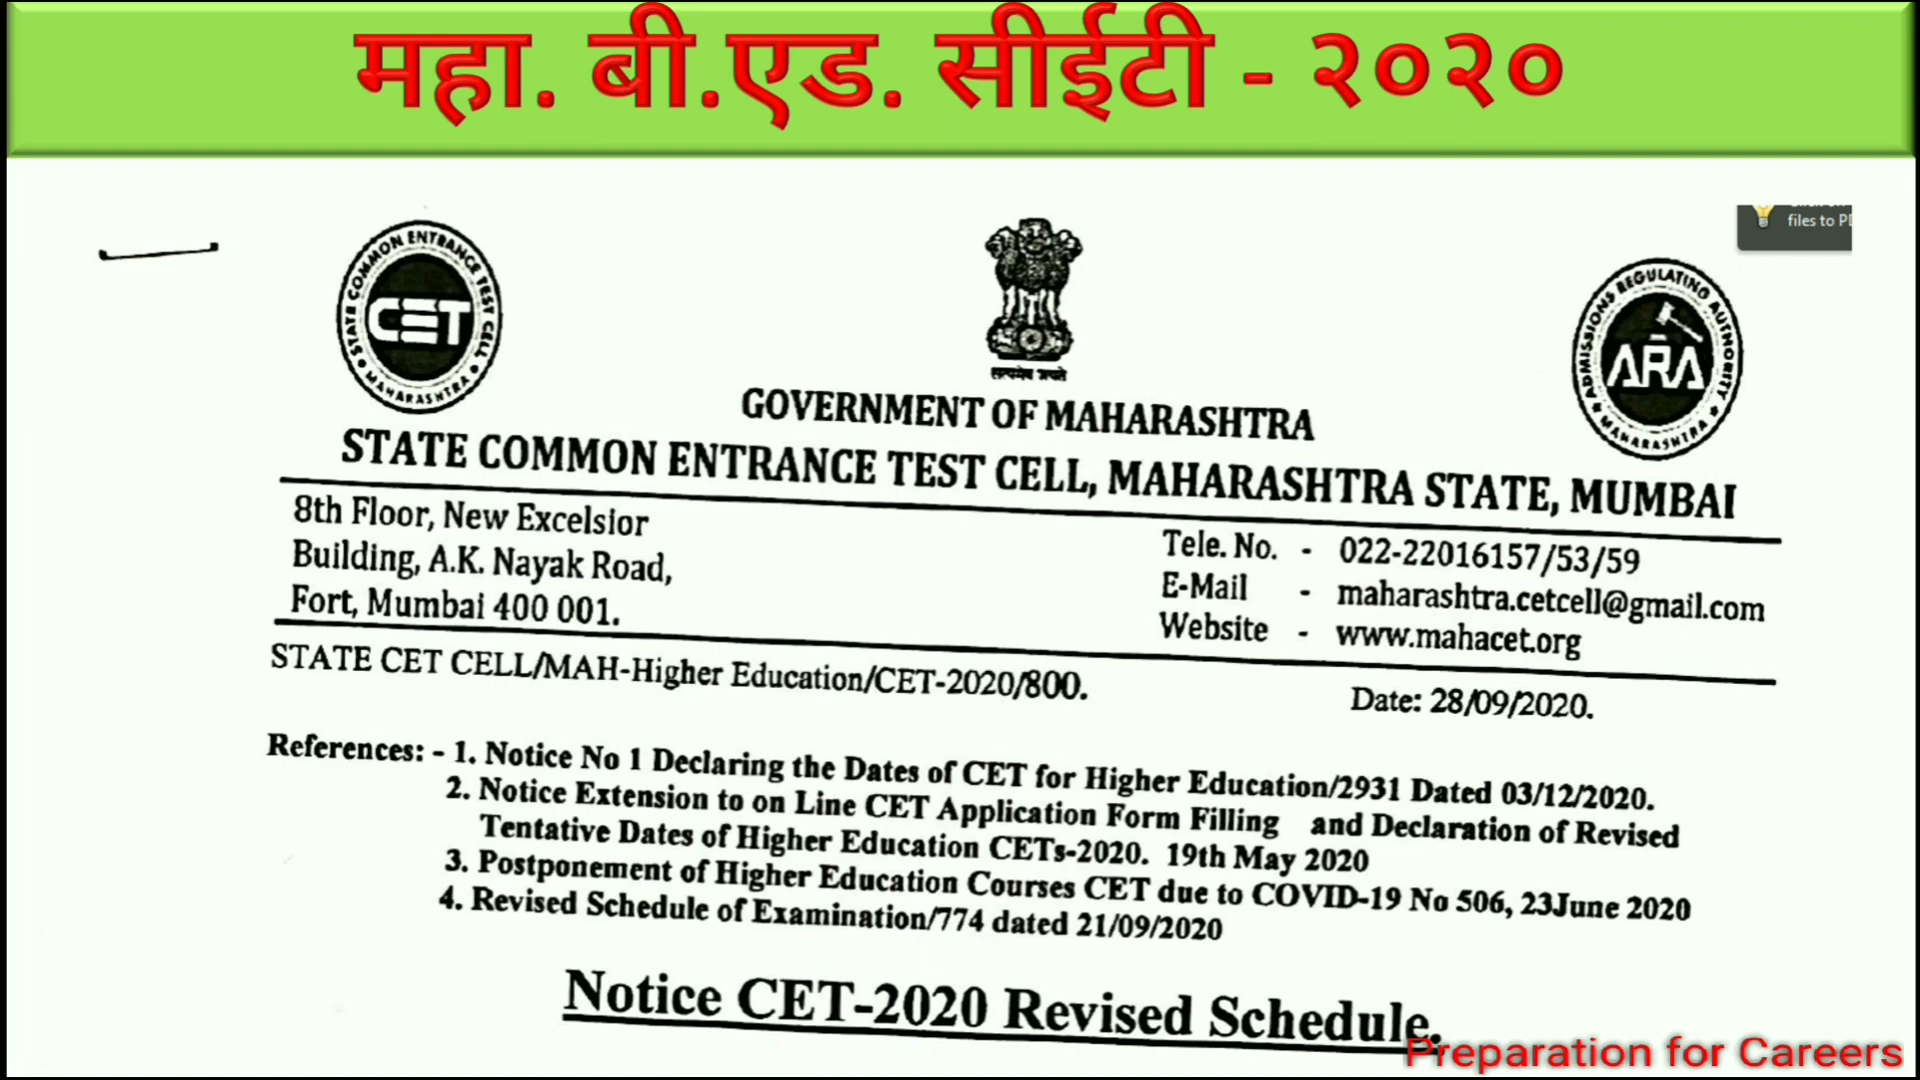 महा. बी.एड. सीईटी - २०२०
files to
STATE COMMON ENTRANCE TEST CELL
MAHARASHTRA
CET
सत्यमेव जयते
ADMISSIONS REGULATING AUTHORITY
MAHARASHTRA
ARA
GOVERNMENT OF MAHARASHTRA
STATE COMMON ENTRANCE TEST CELL, MAHARASHTRA STATE, MUMBAI
8th Floor, New Excelsior
Building, A.K. Nayak Road,
Fort, Mumbai 400 001.
Tele. No. - 022-22016157/53/59
E-Mail - maharashtra.cetcell@gmail.com
Website - www.mahacet.org
STATE CET CELL/MAH-Higher Education/CET-2020/800. Date: 28/09/2020.
References: - 1. Notice No 1 Declaring the Dates of CET for Higher Education/2931 Dated 03/12/2020.
2. Notice Extension to on Line CET Application Form Filling and Declaration of Revised
Tentative Dates of Higher Education CETs-2020. 19th May 2020
3. Postponement of Higher Education Courses CET due to COVID-19 No 506, 23June 2020
4. Revised Schedule of Examination/774 dated 21/09/2020
Notice CET-2020 Revised Schedule.
Preparation for Careers